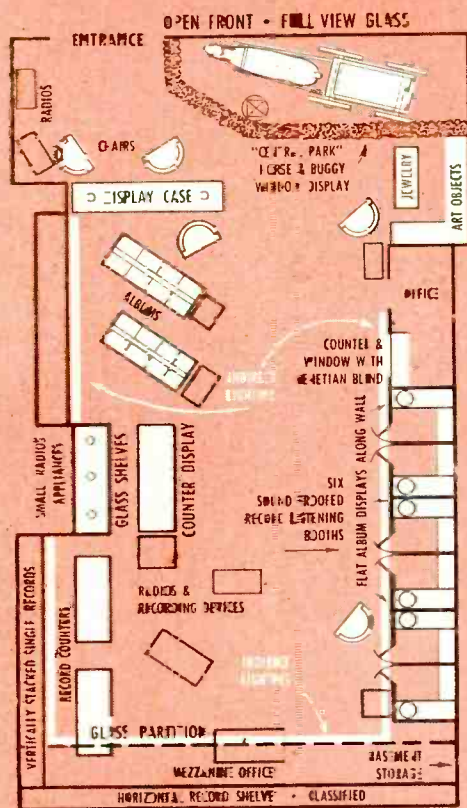 OPEN FRONT • FULL VIEW GLASS
ENTRANCE
RADIOS
CHAIRS
"CENTRAL PARK"
HORSE & BUGGY
WINDOW DISPLAY
JEWELRY
ART OBJECTS
DISPLAY CASE
ALBUMS
OFFICE
COUNTER &
WINDOW WITH
VENETIAN BLIND
INDIRECT
LIGHTING
SMALL RADIOS
APPLIANCES
GLASS SHELVES
COUNTER DISPLAY
SIX
SOUND PROOFED
RECORD LISTENING
BOOTHS
FLAT ALBUM DISPLAYS ALONG WALL
VERTICALLY STACKED SINGLE RECORDS
RECORD COUNTERS
RADIOS &
RECORDING DEVICES
INDIRECT
LIGHTING
GLASS PARTITION
MEZZANINE OFFICE
BASEMENT
STORAGE
HORIZONTAL RECORD SHELVES • CLASSIFIED